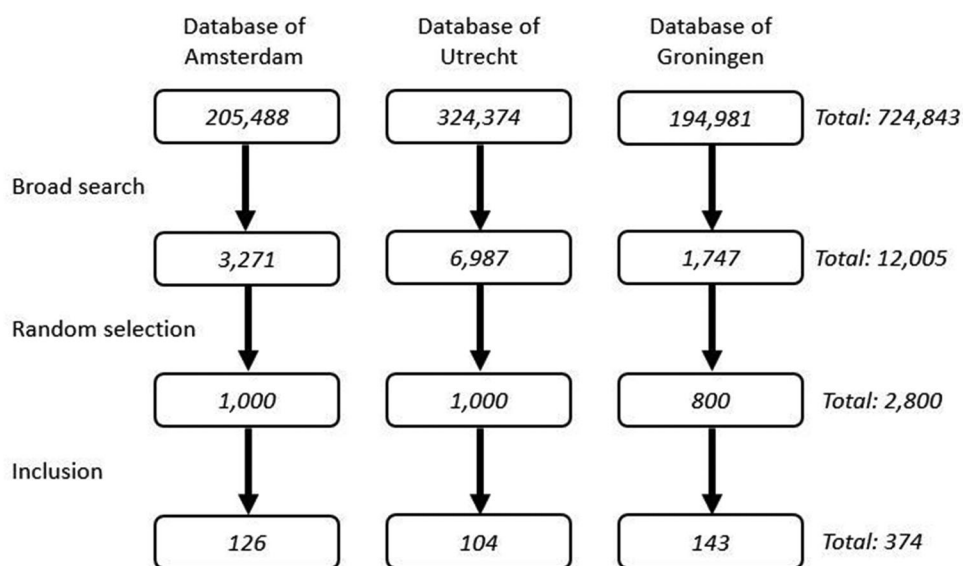 Database of
Amsterdam
Database of
Utrecht
Database of
Groningen
205,488
324,374
194,981
Total: 724,843
Broad search
3,271
6,987
1,747
Total: 12,005
Random selection
1,000
1,000
800
Total: 2,800
Inclusion
126
104
143
Total: 374